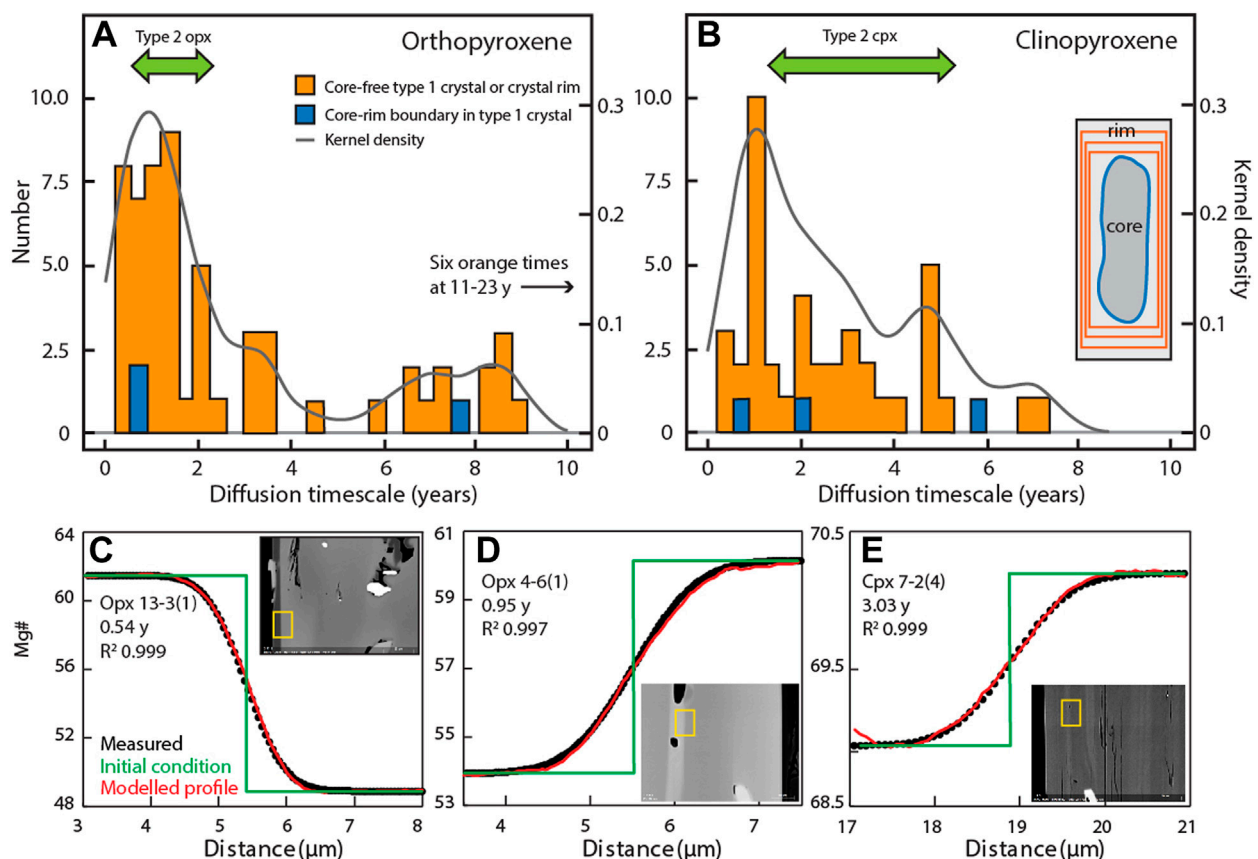 A
Type 2 opx
Orthopyroxene
Core-free type 1 crystal or crystal rim
Core-rim boundary in type 1 crystal
Kernel density
10.0
7.5
5.0
2.5
0
Number
0.3
0.2
0.1
0
Six orange times
at 11-23 y
0 2 4 6 8 10
Diffusion timescale (years)
B
Type 2 cpx
Clinopyroxene
10.0
7.5
5.0
2.5
0
rim
core
0.3
0.2
0.1
0
Kernel density
0 2 4 6 8 10
Diffusion timescale (years)
C
64
60
56
52
48
Mg#
Opx 13-3(1)
0.54 y
R² 0.999
Measured
Initial condition
Modelled profile
3 4 5 6 7 8
Distance (µm)
D
61
57
53
Opx 4-6(1)
0.95 y
R² 0.997
4 5 6 7
Distance (µm)
E
70.5
69.5
68.5
Cpx 7-2(4)
3.03 y
R² 0.999
17 18 19 20 21
Distance (µm)